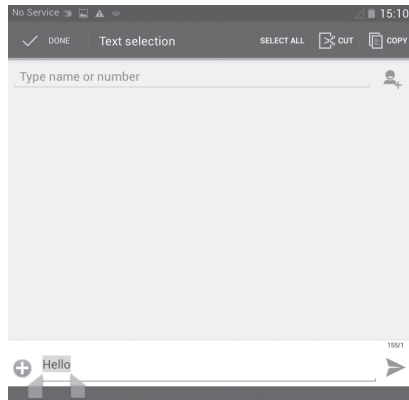 No Service 15:10
DONE Text selection SELECT ALL CUT COPY
Type name or number
155/1
Hello